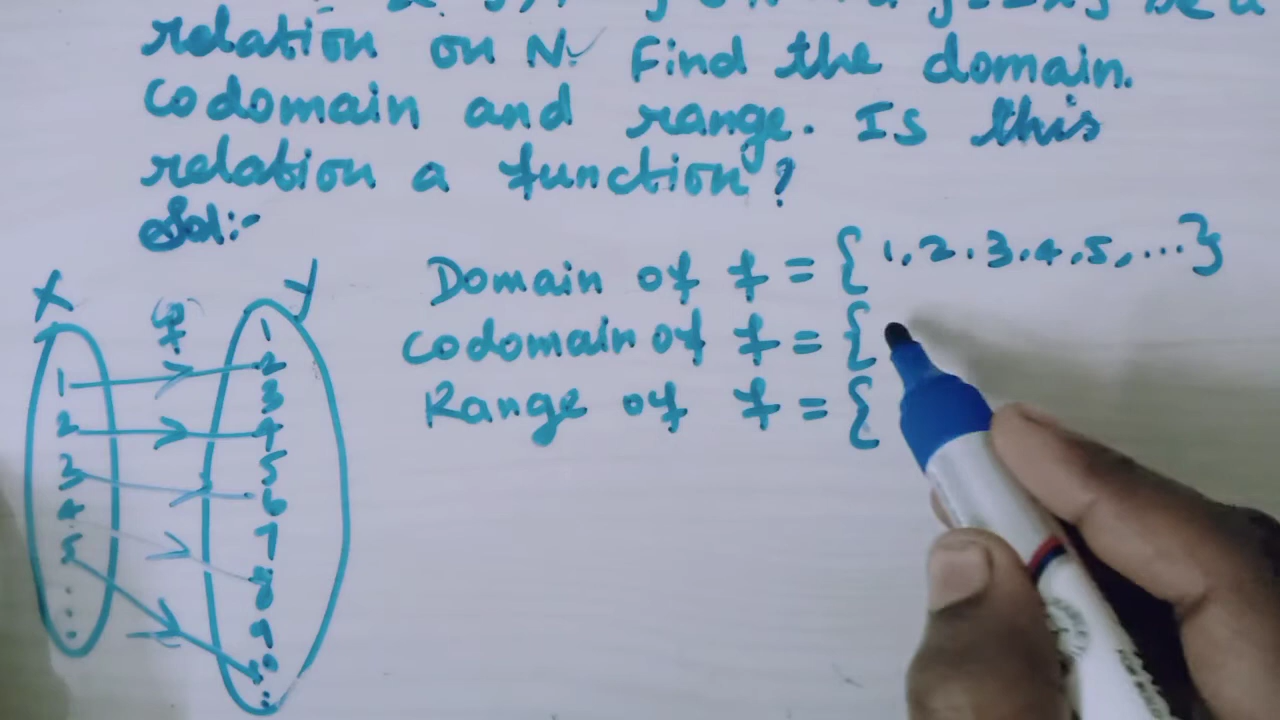 relation on N. Find the domain.
codomain and range. Is this
relation a function?
Sol:-
Domain of f = { 1, 2, 3, 4, 5, ...}
codomain of f = {
Range of f = {
X
f
Y
1
2
3
4
5
...
1
2
3
4
5
6
7
8
9
10
...